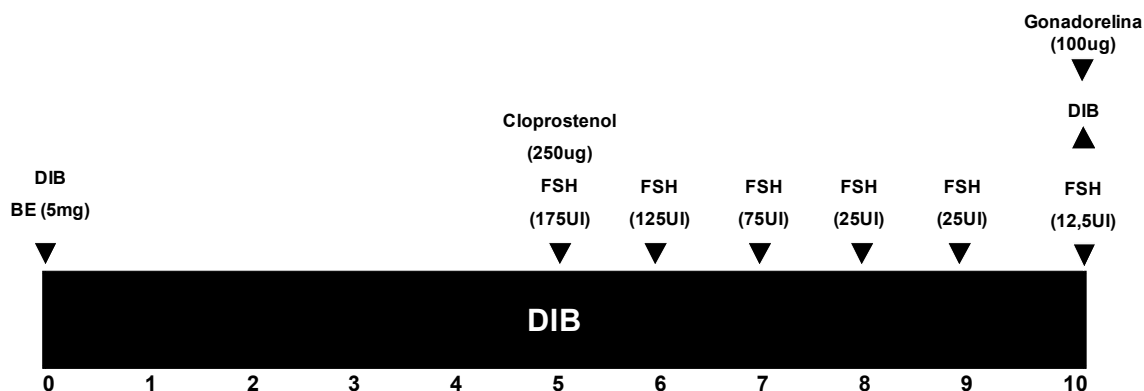 Gonadorelina
(100ug)
DIB
Cloprostenol
(250ug)
DIB
BE (5mg)
FSH
(175UI)
FSH
(125UI)
FSH
(75UI)
FSH
(25UI)
FSH
(25UI)
FSH
(12,5UI)
DIB
0 1 2 3 4 5 6 7 8 9 10